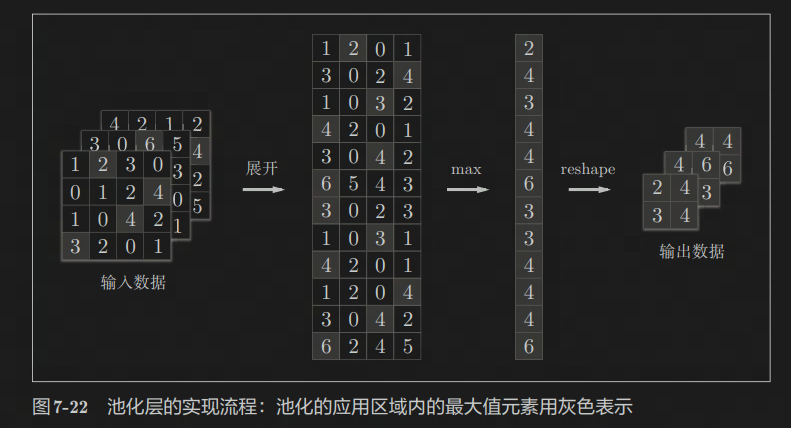 4 2 1 2
3 0 6 5 4
1 2 3 0 3 2
0 1 2 4 0 5
1 0 4 2 1
3 2 0 1
输入数据
展开
1 2 0 1
3 0 2 4
1 0 3 2
4 2 0 1
3 0 4 2
6 5 4 3
3 0 2 3
1 0 3 1
4 2 0 1
1 2 0 4
3 0 4 2
6 2 4 5
max
2
4
3
4
4
6
3
3
4
4
4
6
reshape
4 4
4 6 6
2 4 3
3 4
输出数据
图7-22 池化层的实现流程：池化的应用区域内的最大值元素用灰色表示